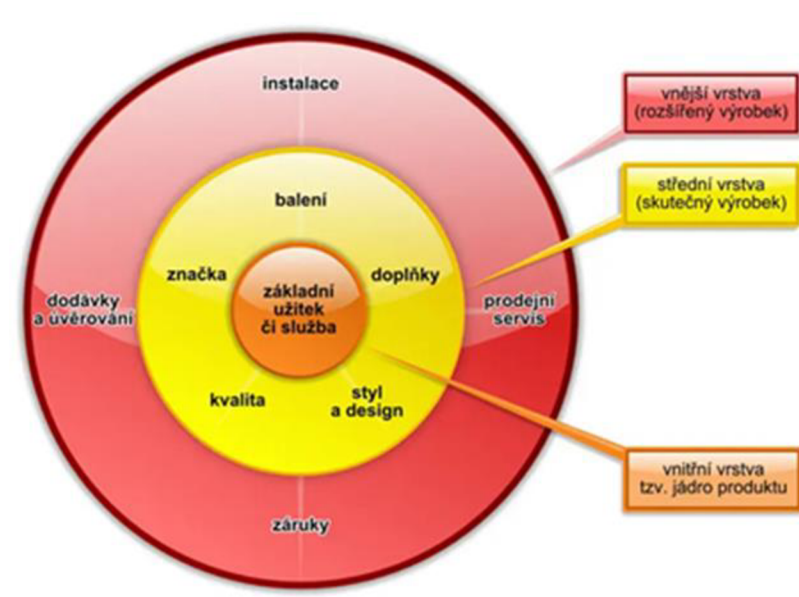 instalace
vnější vrstva
(rozšířený výrobek)
balení
střední vrstva
(skutečný výrobek)
značka
doplňky
základní
užitek
či služba
dodávky
a úvěrování
prodejní
servis
kvalita
styl
a design
vnitřní vrstva
tzv. jádro produktu
záruky